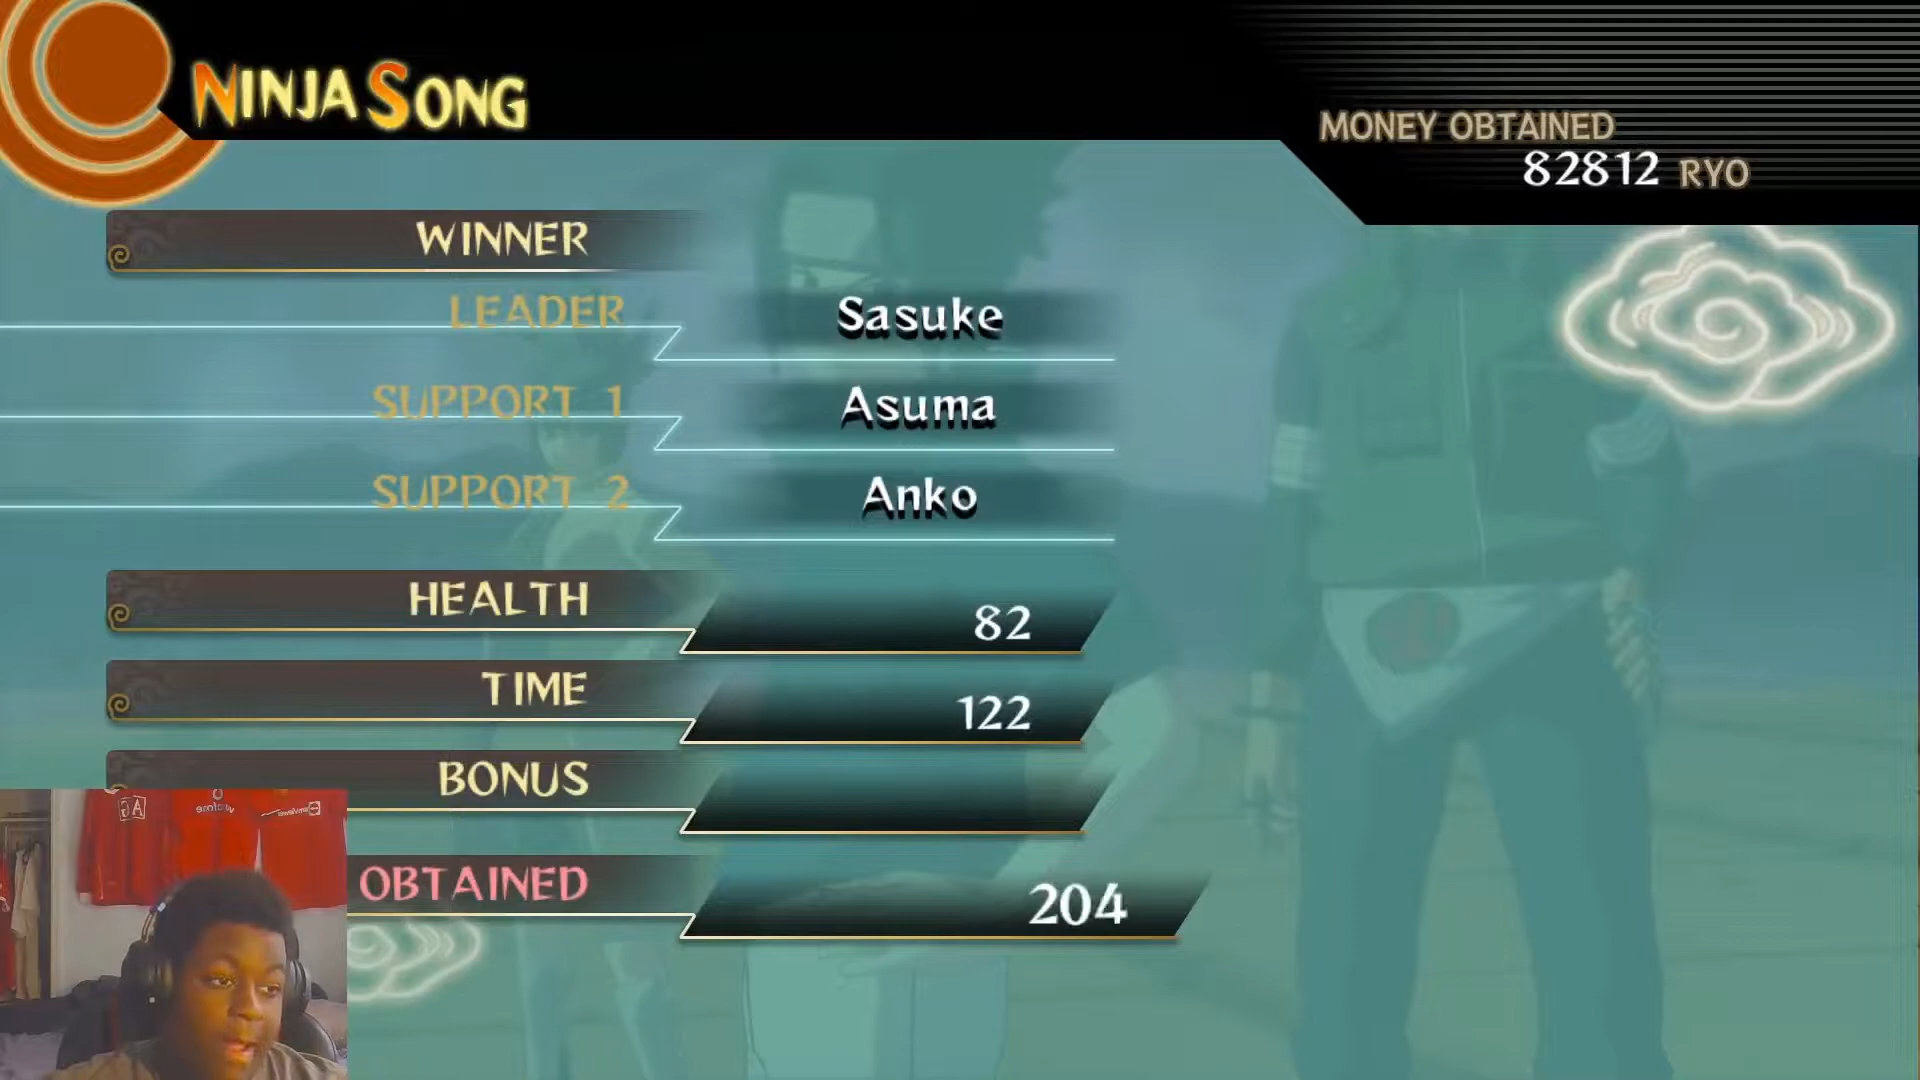 NINJA SONG
MONEY OBTAINED
82812 RYO
WINNER
LEADER Sasuke
SUPPORT 1 Asuma
SUPPORT 2 Anko
HEALTH 82
TIME 122
BONUS
OBTAINED 204